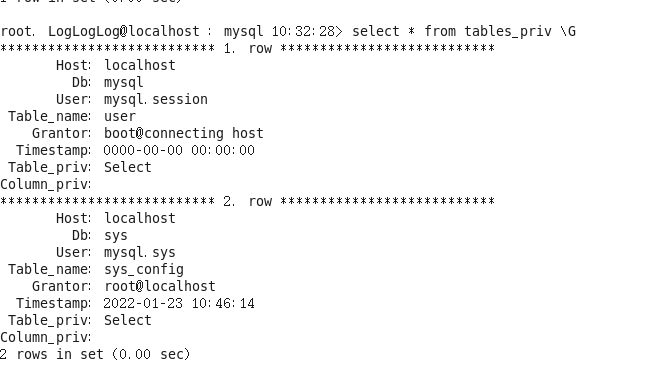 1 row in set (0.00 sec)
root. LogLogLog@localhost : mysql 10:32:28> select * from tables_priv \G
*************************** 1. row ***************************
Host: localhost
Db: mysql
User: mysql.session
Table_name: user
Grantor: boot@connecting host
Timestamp: 0000-00-00 00:00:00
Table_priv: Select
Column_priv:
*************************** 2. row ***************************
Host: localhost
Db: sys
User: mysql.sys
Table_name: sys_config
Grantor: root@localhost
Timestamp: 2022-01-23 10:46:14
Table_priv: Select
Column_priv:
2 rows in set (0.00 sec)